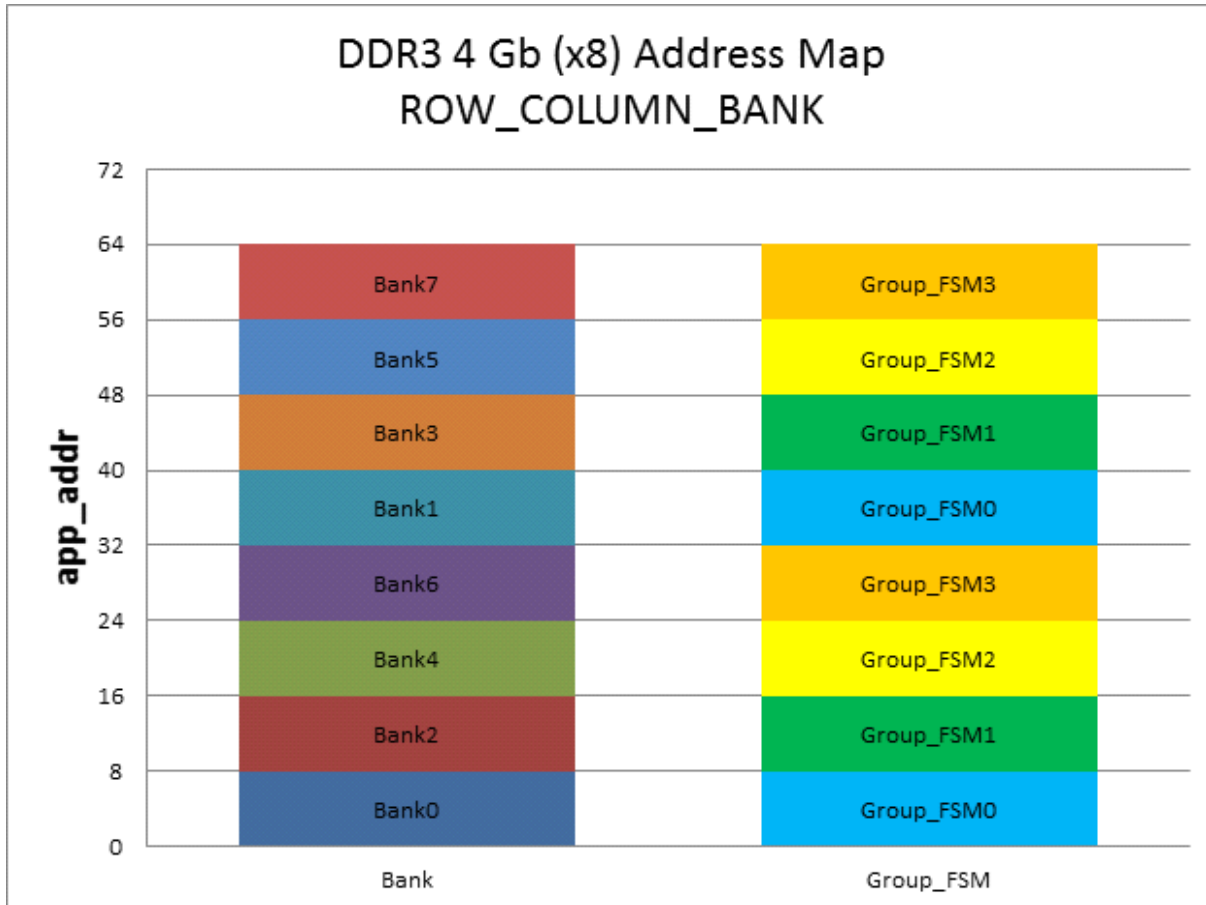 DDR3 4 Gb (x8) Address Map
ROW_COLUMN_BANK
app_addr
72
64
Bank7 Group_FSM3
56
Bank5 Group_FSM2
48
Bank3 Group_FSM1
40
Bank1 Group_FSM0
32
Bank6 Group_FSM3
24
Bank4 Group_FSM2
16
Bank2 Group_FSM1
8
Bank0 Group_FSM0
0
Bank Group_FSM